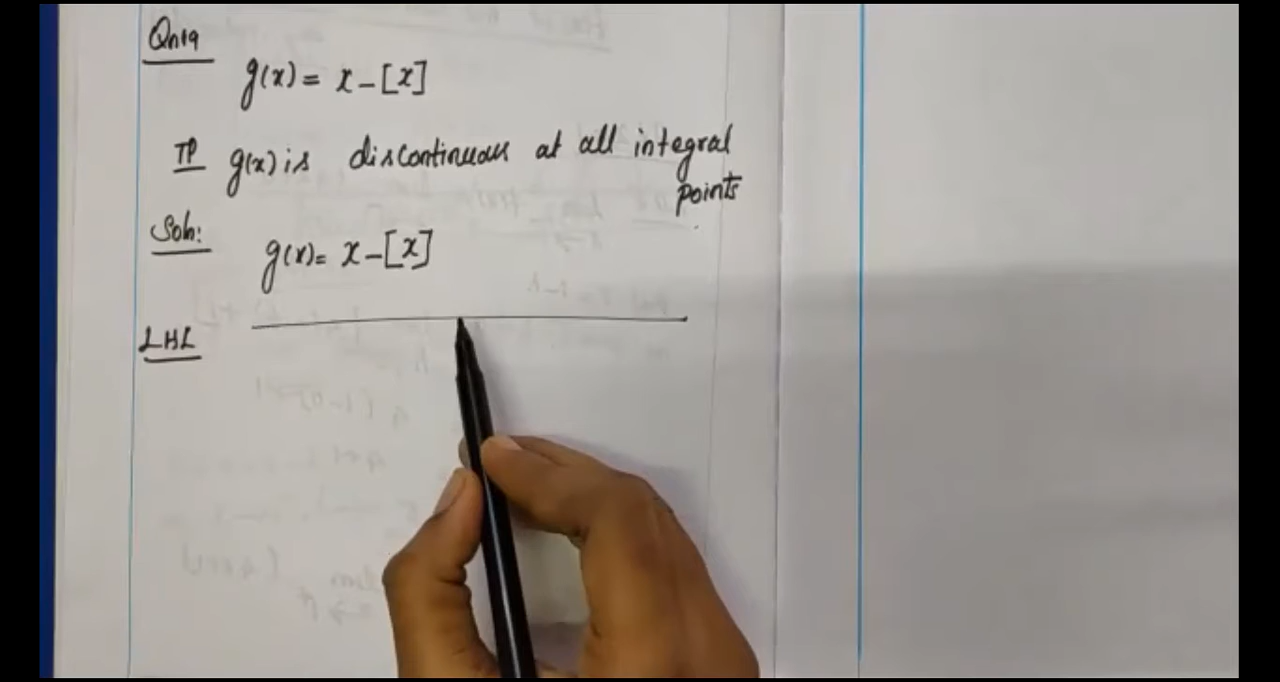 Qn19
g(x) = x - [x]
TP g(x) is discontinuous at all integral
points
Soln:
g(x) = x - [x]
LHL